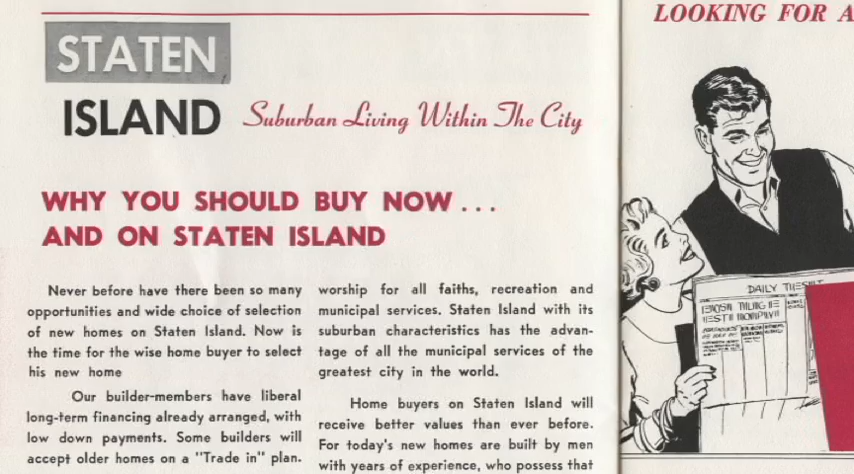 STATEN
ISLAND Suburban Living Within The City
WHY YOU SHOULD BUY NOW . . .
AND ON STATEN ISLAND
Never before have there been so many
opportunities and wide choice of selection
of new homes on Staten Island. Now is
the time for the wise home buyer to select
his new home
Our builder-members have liberal
long-term financing already arranged, with
low down payments. Some builders will
accept older homes on a "Trade in" plan.
worship for all faiths, recreation and
municipal services. Staten Island with its
suburban characteristics has the advan-
tage of all the municipal services of the
greatest city in the world.
Home buyers on Staten Island will
receive better values than ever before.
For today's new homes are built by men
with years of experience, who possess that
LOOKING FOR A
DAILY